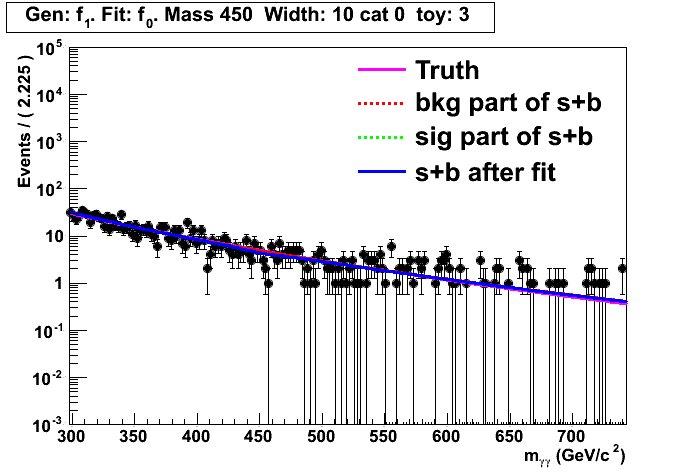 Gen: f1. Fit: f0. Mass 450 Width: 10 cat 0 toy: 3
Events / ( 2.225 )
10^5
10^4
10^3
10^2
10
1
10^-1
10^-2
10^-3
Truth
bkg part of s+b
sig part of s+b
s+b after fit
300 350 400 450 500 550 600 650 700
mγγ (GeV/c^2)